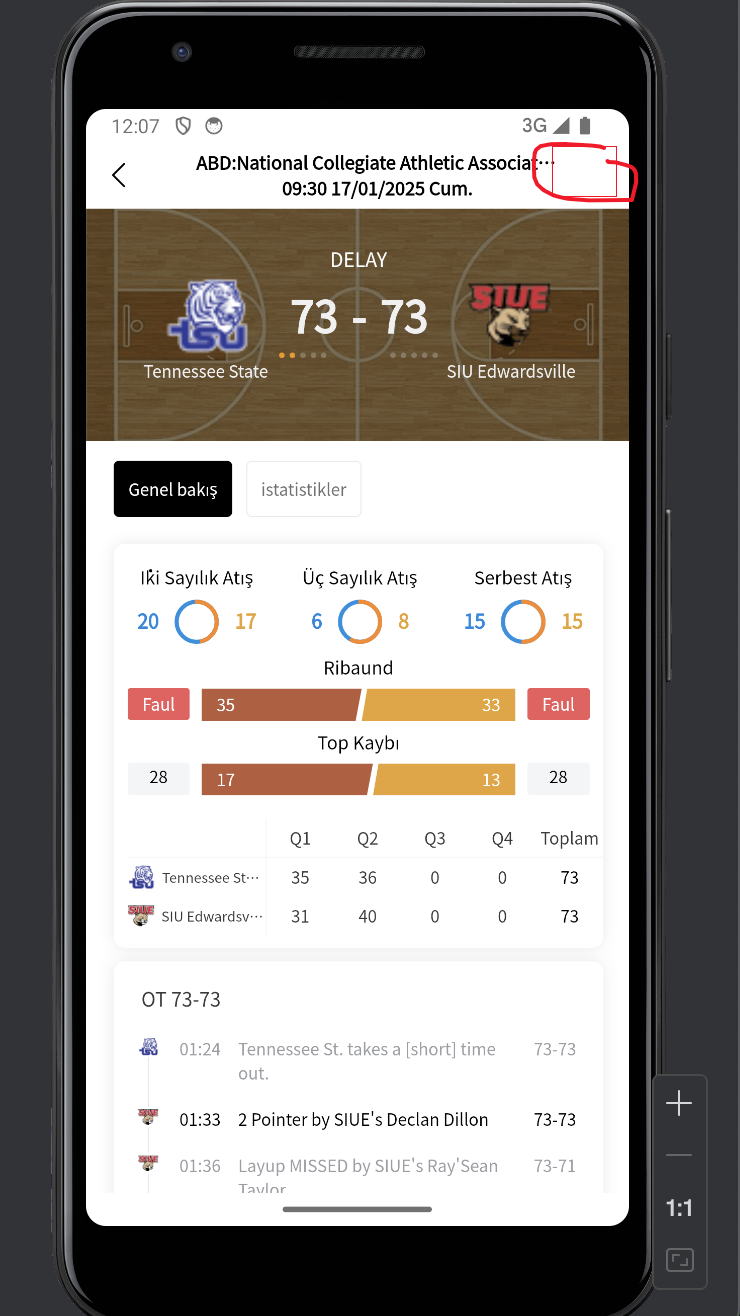 12:07 3G
ABD:National Collegiate Athletic Associat…
09:30 17/01/2025 Cum.
DELAY
73 - 73
tsu SIUE
Tennessee State SIU Edwardsville
Genel bakış istatistikler
İki Sayılık Atış Üç Sayılık Atış Serbest Atış
20 17 6 8 15 15
Ribaund
Faul 35 33 Faul
Top Kaybı
28 17 13 28
Q1 Q2 Q3 Q4 Toplam
Tennessee St… 35 36 0 0 73
SIU Edwardsv… 31 40 0 0 73
OT 73-73
01:24 Tennessee St. takes a [short] time 73-73
out.
01:33 2 Pointer by SIUE's Declan Dillon 73-73
01:36 Layup MISSED by SIUE's Ray'Sean 73-71
Taylor
1:1